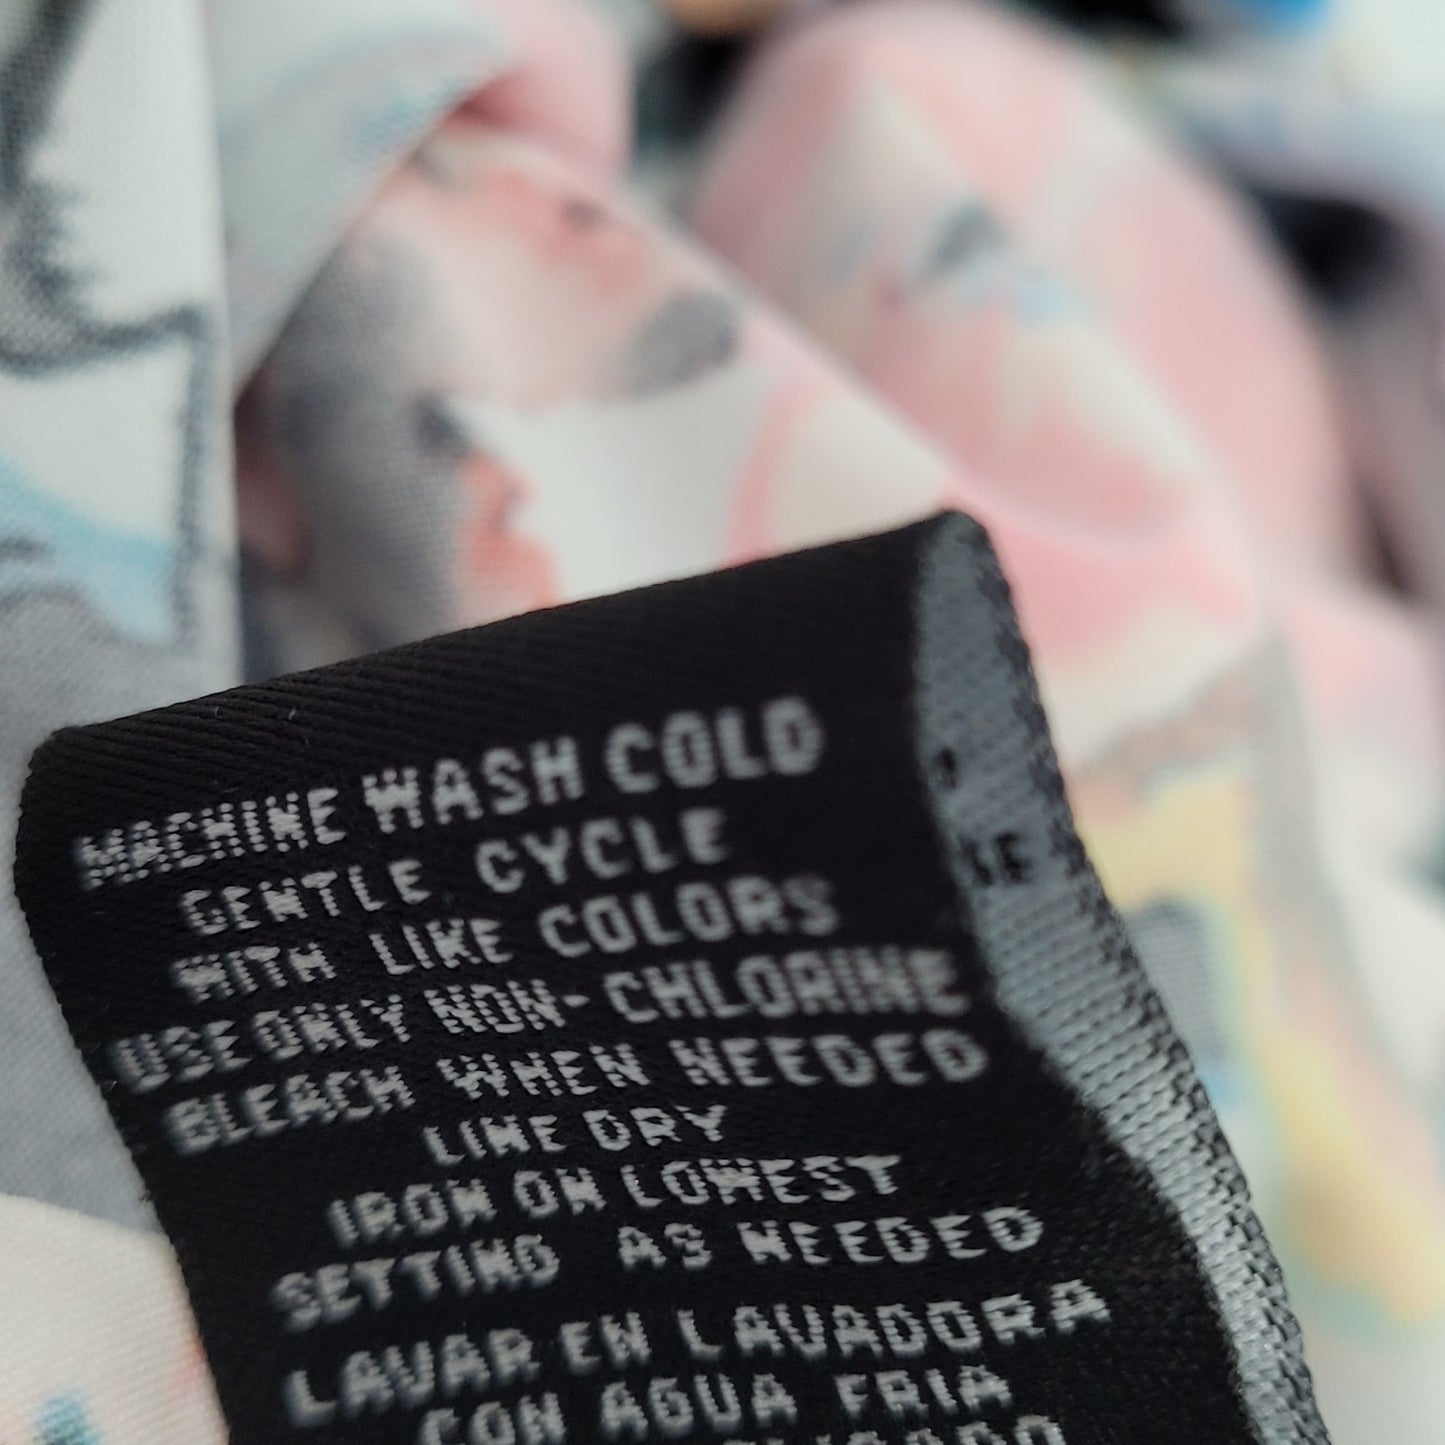 MACHINE WASH COLD
GENTLE CYCLE
WITH LIKE COLORS
USE ONLY NON-CHLORINE
BLEACH WHEN NEEDED
LINE DRY
IRON ON LOWEST
SETTING AS NEEDED
LAVAR EN LAVADORA
CON AGUA FRIA